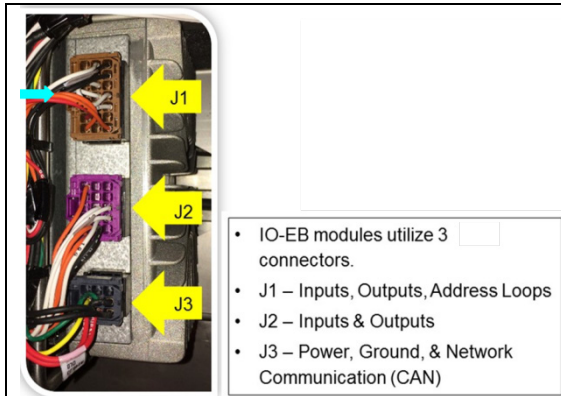 J1
J2
J3
• IO-EB modules utilize 3
connectors.
• J1 – Inputs, Outputs, Address Loops
• J2 – Inputs & Outputs
• J3 – Power, Ground, & Network
Communication (CAN)